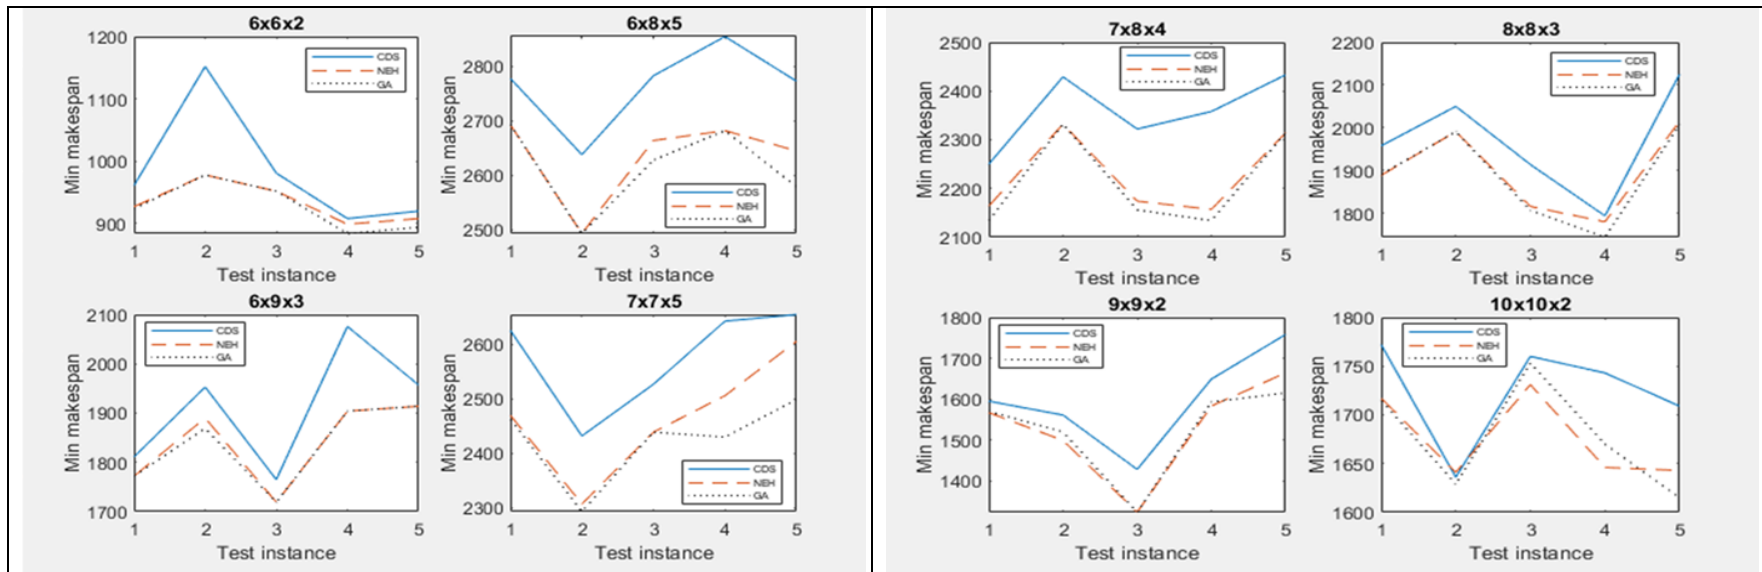 6x6x2
1200
1100
1000
900
Min makespan
CDS
NEH
GA
1 2 3 4 5
Test instance
6x8x5
2800
2700
2600
2500
Min makespan
CDS
NEH
GA
1 2 3 4 5
Test instance
6x9x3
2100
2000
1900
1800
1700
Min makespan
CDS
NEH
GA
1 2 3 4 5
Test instance
7x7x5
2600
2500
2400
2300
Min makespan
CDS
NEH
GA
1 2 3 4 5
Test instance
7x8x4
2500
2400
2300
2200
2100
Min makespan
CDS
NEH
GA
1 2 3 4 5
Test instance
8x8x3
2200
2100
2000
1900
1800
Min makespan
CDS
NEH
GA
1 2 3 4 5
Test instance
9x9x2
1800
1700
1600
1500
1400
Min makespan
CDS
NEH
GA
1 2 3 4 5
Test instance
10x10x2
1800
1750
1700
1650
1600
Min makespan
CDS
NEH
GA
1 2 3 4 5
Test instance